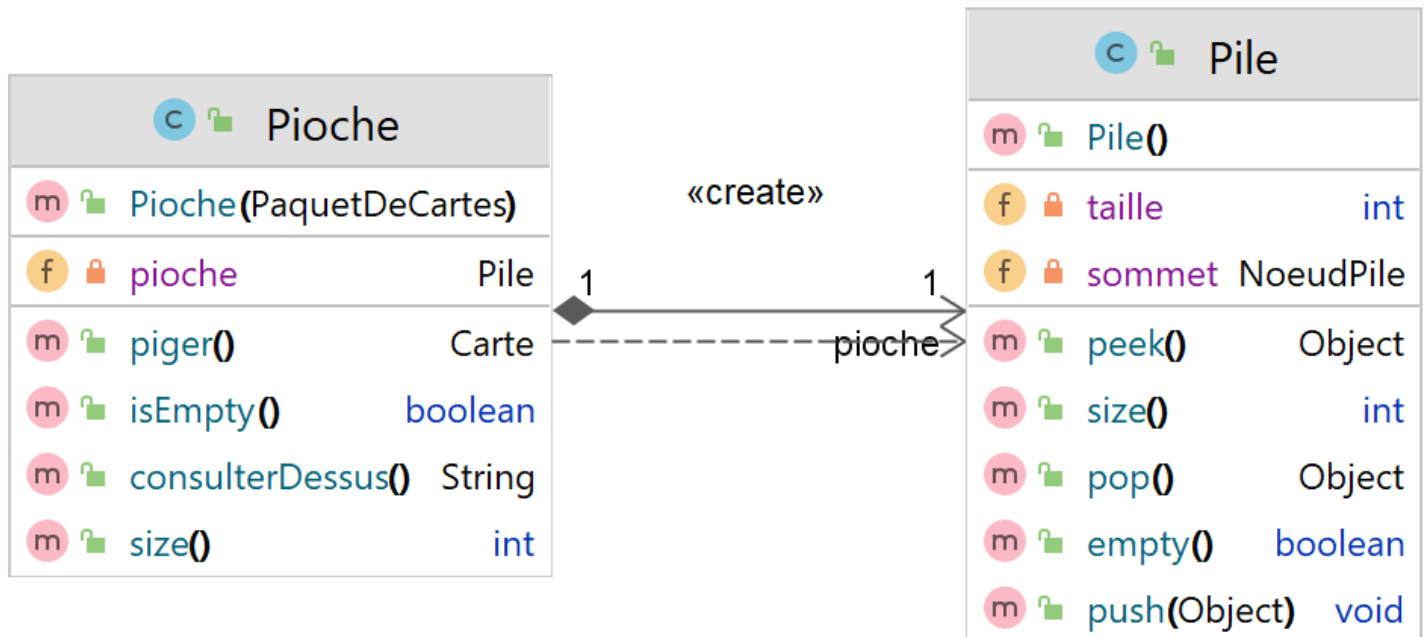 Pioche
Pioche(PaquetDeCartes)
pioche Pile
piger() Carte
isEmpty() boolean
consulterDessus() String
size() int
«create»
1 1
pioche
Pile
Pile()
taille int
sommet NoeudPile
peek() Object
size() int
pop() Object
empty() boolean
push(Object) void